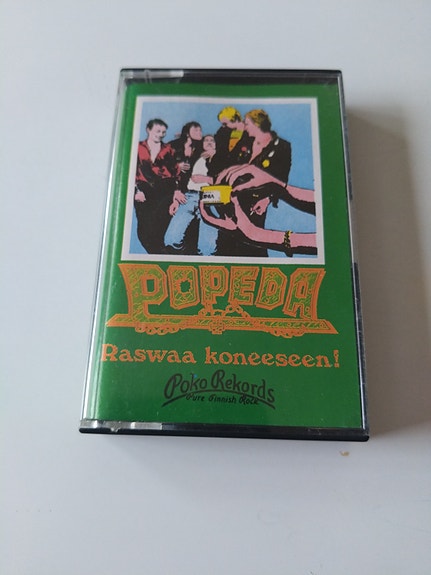 POPEDA
Raswaa koneeseen!
Poko Rekords
Pure Finnish Rock